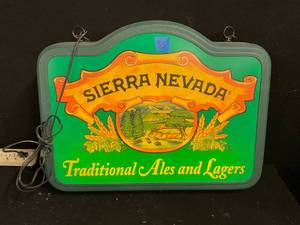 SIERRA NEVADA®
Traditional Ales and Lagers